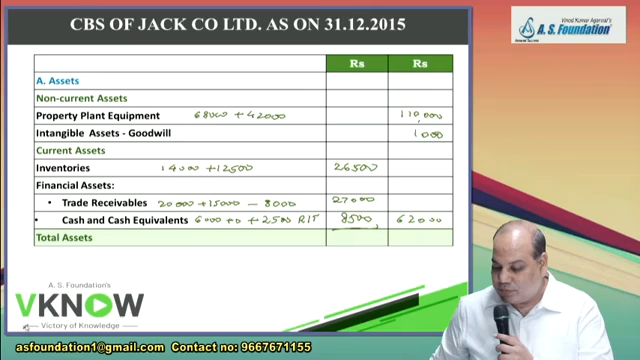 CBS OF JACK CO LTD. AS ON 31.12.2015
Vinod Kumar Agarwal's
A. S. Foundation
Rs Rs
A. Assets
Non-current Assets
Property Plant Equipment 68000 + 42000 110,000
Intangible Assets - Goodwill 1000
Current Assets
Inventories 14000 + 12500 26500
Financial Assets:
• Trade Receivables 20000 + 15000 - 8000 27000
• Cash and Cash Equivalents 6000 + 0 + 2500 RIT 8500 62000
Total Assets
A. S. Foundation's
VKNOW
Victory of Knowledge
asfoundation1@gmail.com Contact no: 9667671155